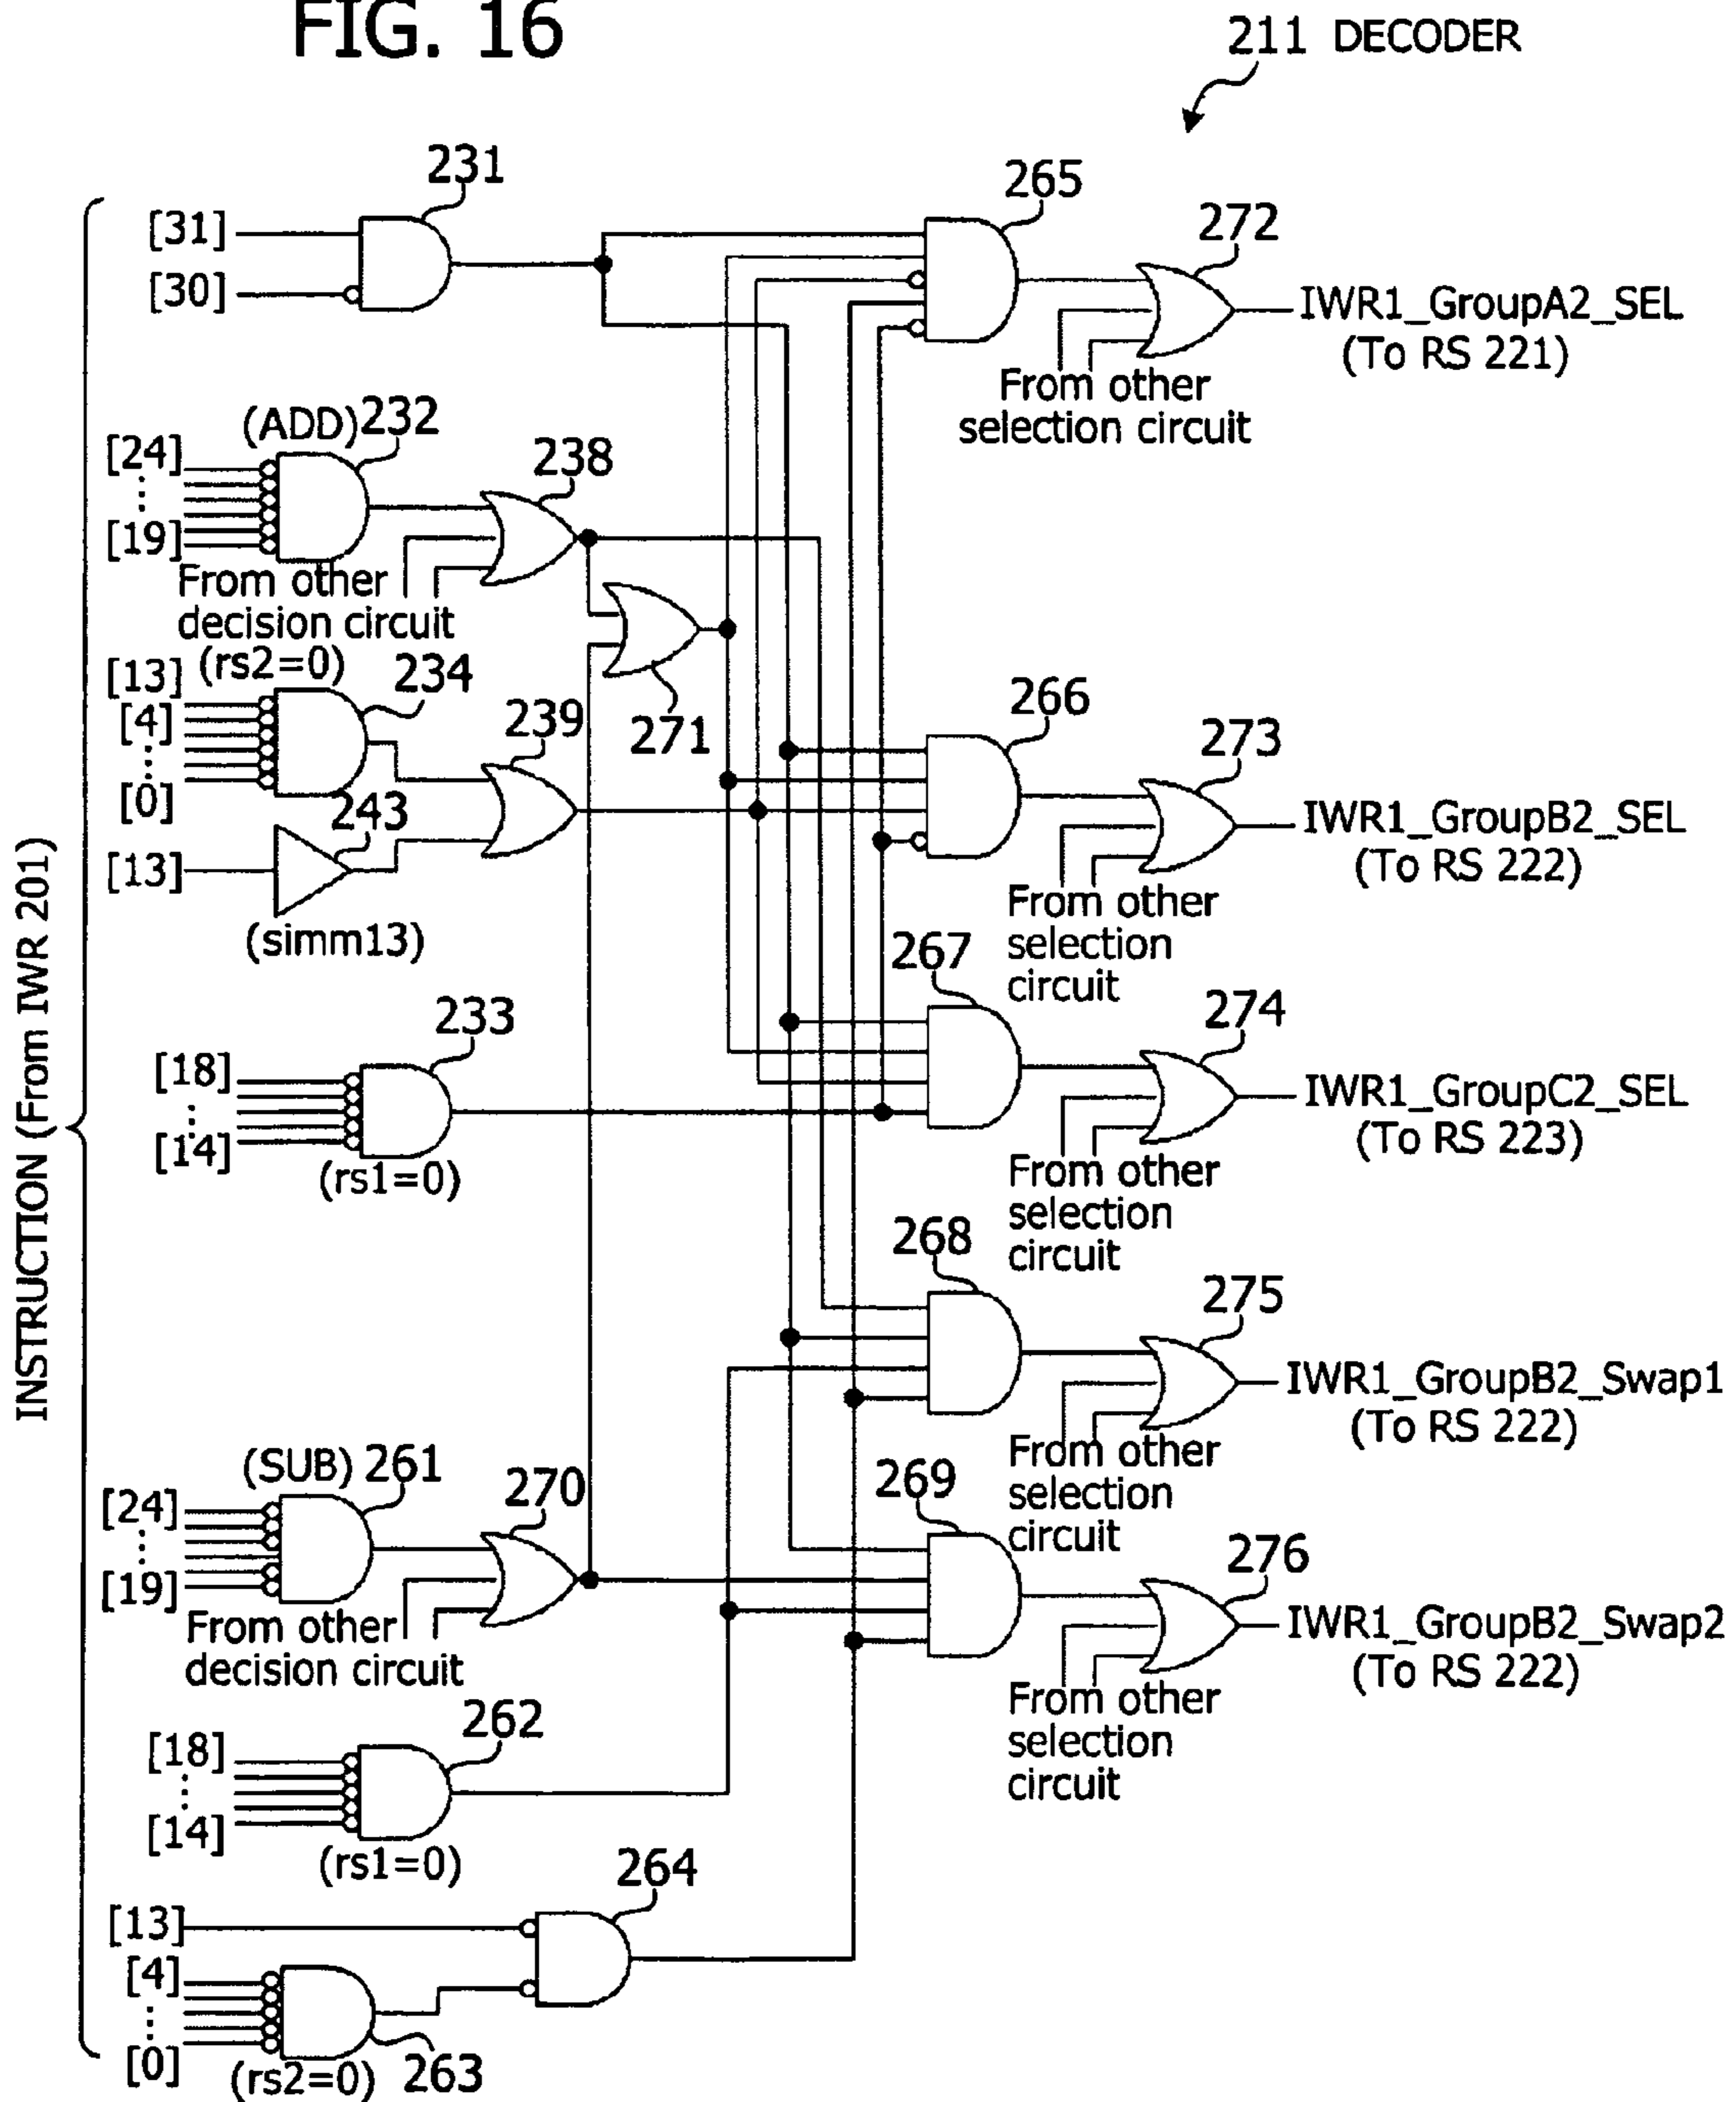 FIG. 16
211 DECODER
INSTRUCTION (From IWR 201)
231
[31]
[30]
265
272
IWR1_GroupA2_SEL
(To RS 221)
From other
selection circuit
(ADD) 232
[24]
[19]
238
From other
decision circuit
271
(rs2=0)
234
[13]
[4]
[0]
239
243
[13]
(simm13)
266
273
IWR1_GroupB2_SEL
(To RS 222)
From other
selection
circuit
267
274
IWR1_GroupC2_SEL
(To RS 223)
From other
selection
circuit
233
[18]
[14]
(rs1=0)
268
275
IWR1_GroupB2_Swap1
(To RS 222)
From other
selection
circuit
(SUB) 261
[24]
[19]
270
From other
decision circuit
269
276
IWR1_GroupB2_Swap2
(To RS 222)
From other
selection
circuit
262
[18]
[14]
(rs1=0)
264
[13]
[4]
[0]
(rs2=0) 263